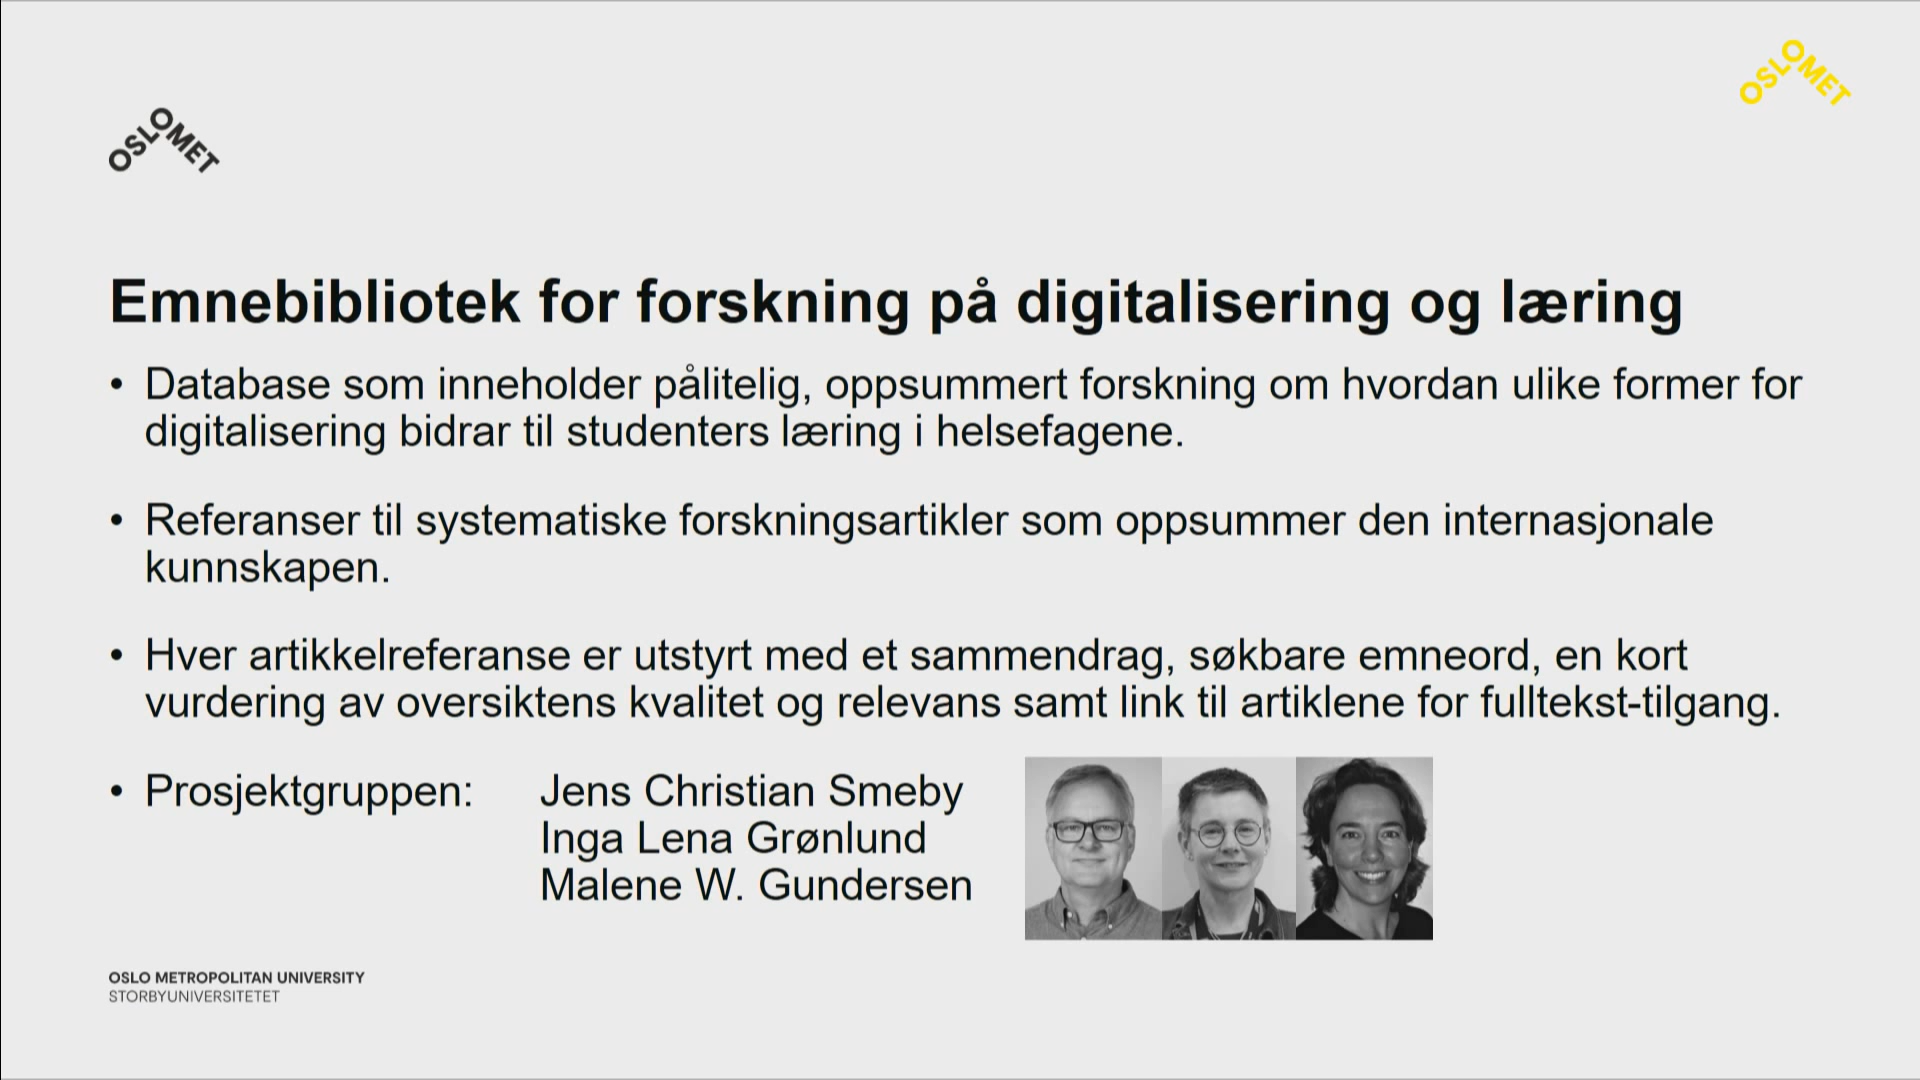 OSLOMET
OSLOMET
Emnebibliotek for forskning på digitalisering og læring
• Database som inneholder pålitelig, oppsummert forskning om hvordan ulike former for
digitalisering bidrar til studenters læring i helsefagene.
• Referanser til systematiske forskningsartikler som oppsummer den internasjonale
kunnskapen.
• Hver artikkelreferanse er utstyrt med et sammendrag, søkbare emneord, en kort
vurdering av oversiktens kvalitet og relevans samt link til artiklene for fulltekst-tilgang.
• Prosjektgruppen: Jens Christian Smeby
Inga Lena Grønlund
Malene W. Gundersen
OSLO METROPOLITAN UNIVERSITY
STORBYUNIVERSITETET